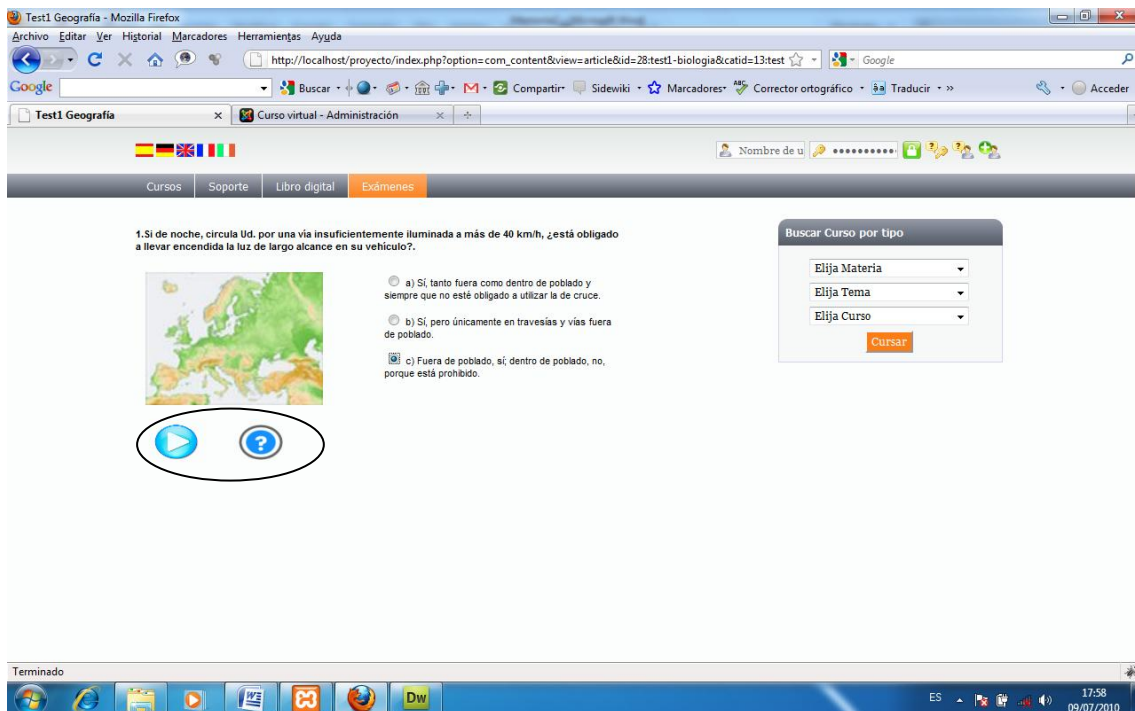 Test1 Geografía - Mozilla Firefox
Archivo Editar Ver Historial Marcadores Herramientas Ayuda
http://localhost/proyecto/index.php?option=com_content&view=article&id=28:test1-biologia&catid=13:test
Google
Google Buscar Compartir Sidewiki Marcadores ABC Corrector ortográfico Traducir » Acceder
Test1 Geografía
Curso virtual - Administración
Nombre de u
Cursos Soporte Libro digital Exámenes
1.Si de noche, circula Ud. por una vía insuficientemente iluminada a más de 40 km/h, ¿está obligado
a llevar encendida la luz de largo alcance en su vehículo?.
a) Sí, tanto fuera como dentro de poblado y
siempre que no esté obligado a utilizar la de cruce.
b) Sí, pero únicamente en travesías y vías fuera
de poblado.
c) Fuera de poblado, sí; dentro de poblado, no,
porque está prohibido.
Buscar Curso por tipo
Elija Materia
Elija Tema
Elija Curso
Cursar
Terminado
Dw
ES
17:58
09/07/2010